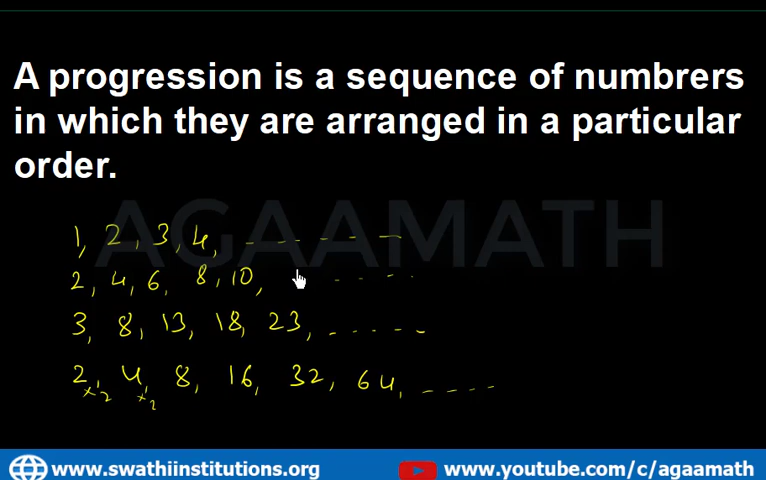 A progression is a sequence of numbrers
in which they are arranged in a particular
order.
AGAAMATH
1, 2, 3, 4, - - - - - - -
2, 4, 6, 8, 10, - - - - -
3, 8, 13, 18, 23, - - - - - -
2, 4, 8, 16, 32, 64, - - - - -
×2 ×2
www.swathiinstitutions.org
www.youtube.com/c/agaamath